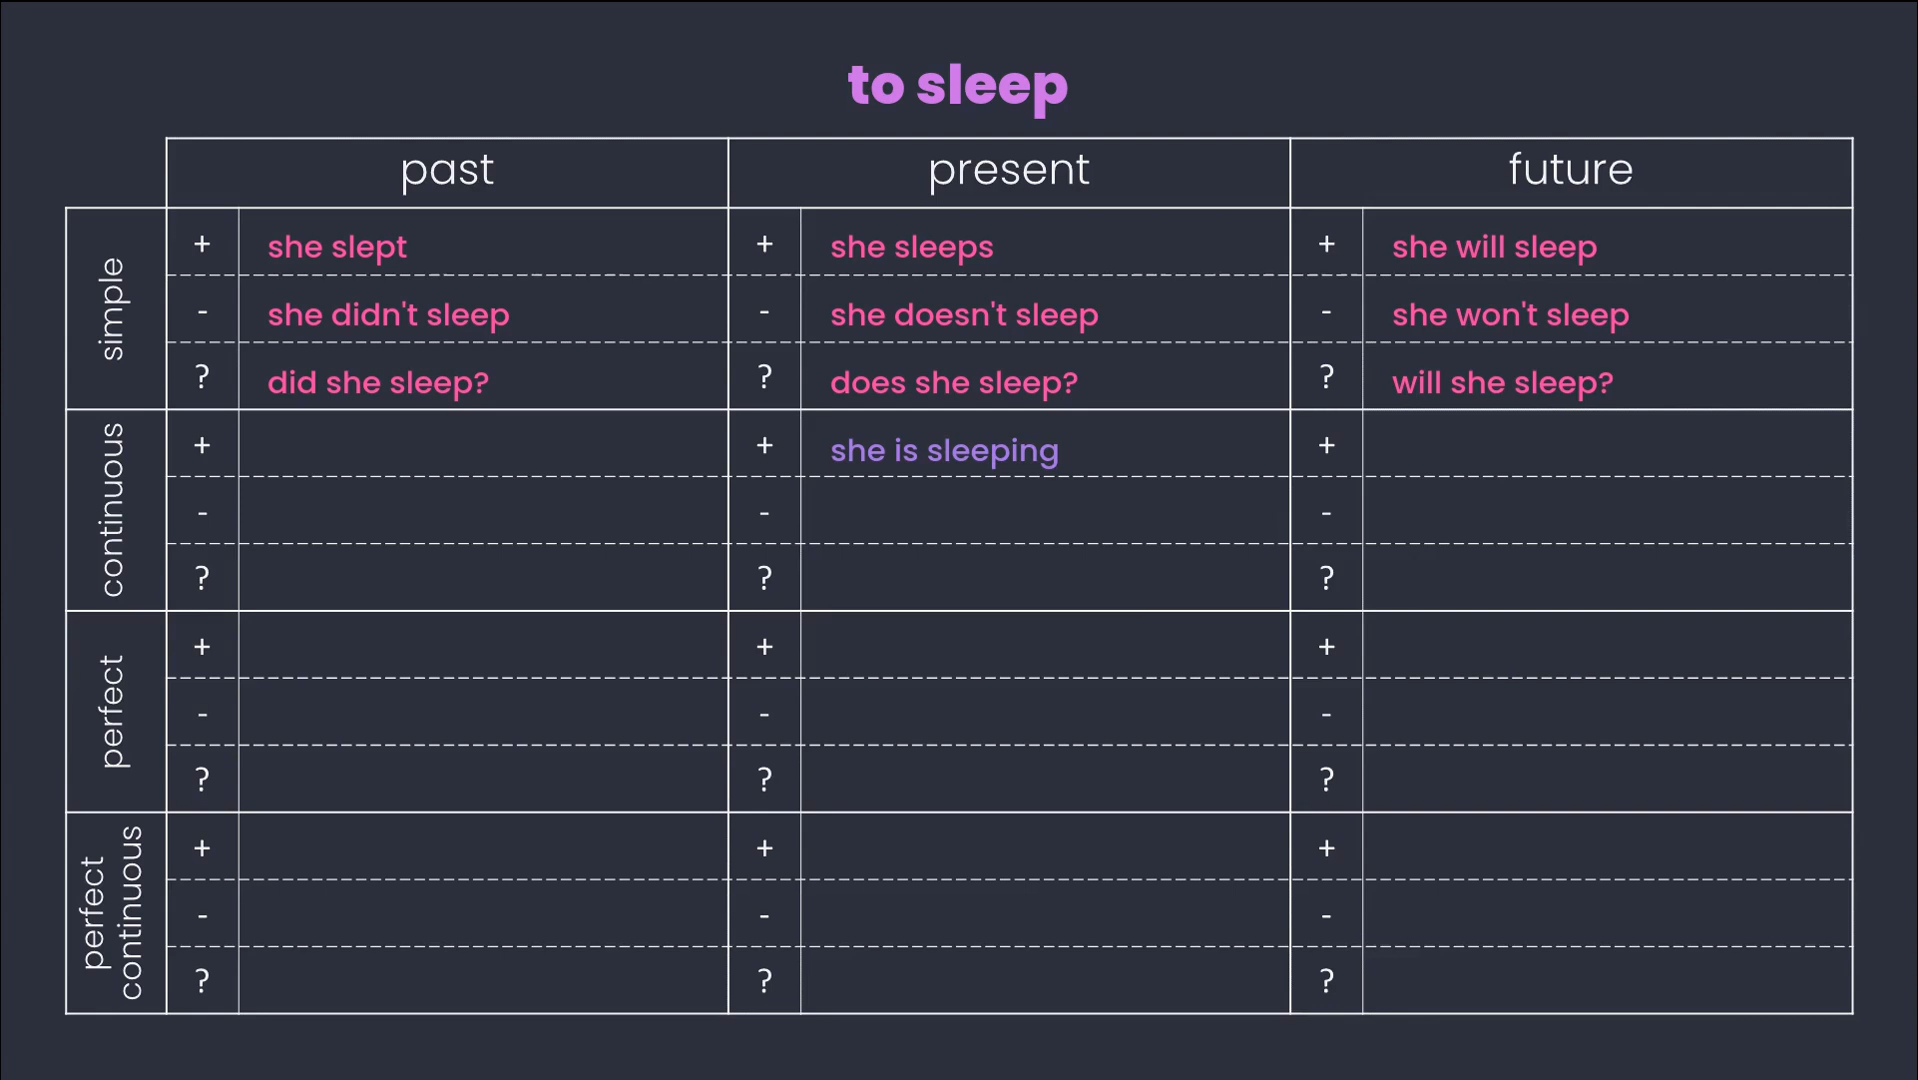 to sleep
past present future
simple
+ she slept + she sleeps + she will sleep
- she didn't sleep - she doesn't sleep - she won't sleep
? did she sleep? ? does she sleep? ? will she sleep?
continuous
+ + she is sleeping +
- - -
? ? ?
perfect
+ + +
- - -
? ? ?
perfect
continuous
+ + +
- - -
? ? ?